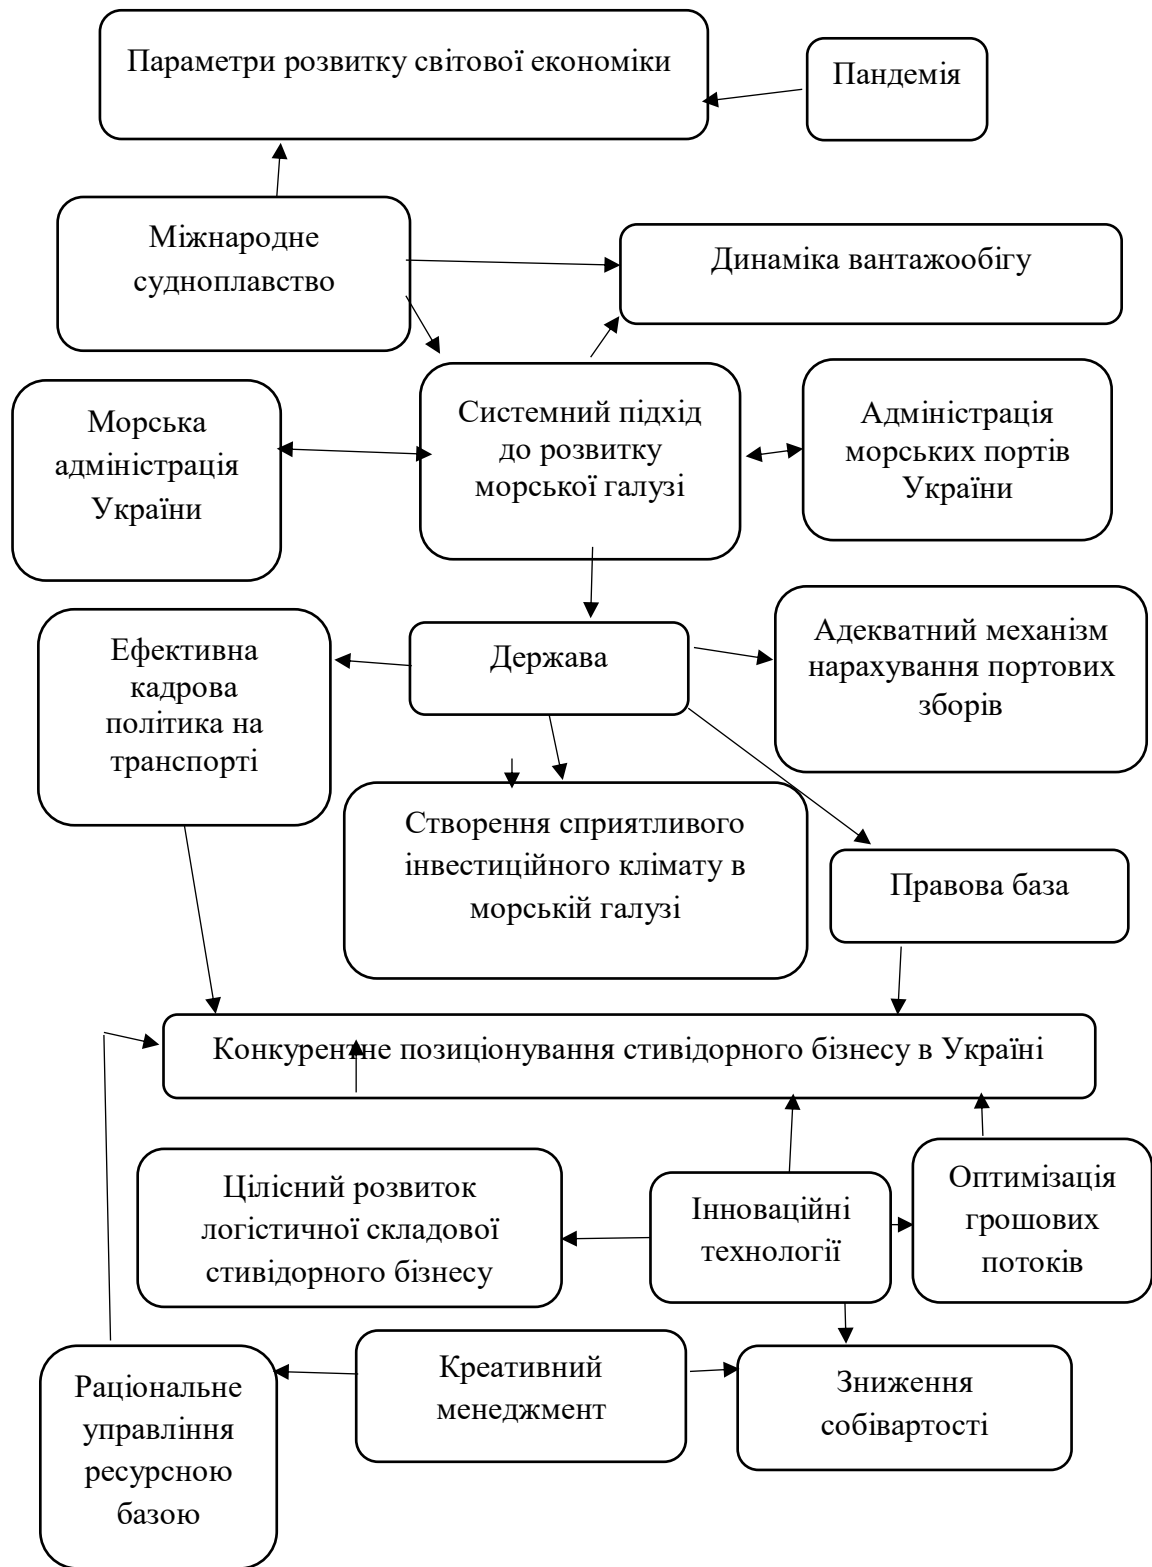 Параметри розвитку світової економіки
Пандемія
Міжнародне
судноплавство
Динаміка вантажообігу
Морська
адміністрація
України
Системний підхід
до розвитку
морської галузі
Адміністрація
морських портів
України
Ефективна
кадрова
політика на
транспорті
Держава
Адекватний механізм
нарахування портових
зборів
Створення сприятливого
інвестиційного клімату в
морській галузі
Правова база
Конкурентне позиціонування стивідорного бізнесу в Україні
Цілісний розвиток
логістичної складової
стивідорного бізнесу
Інноваційні
технології
Оптимізація
грошових
потоків
Раціональне
управління
ресурсною
базою
Креативний
менеджмент
Зниження
собівартості